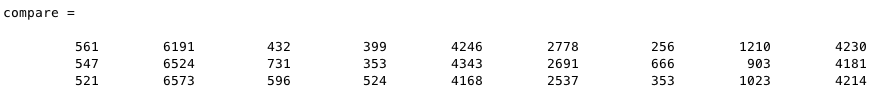 compare =
561 6191 432 399 4246 2778 256 1210 4230
547 6524 731 353 4343 2691 666 903 4181
521 6573 596 524 4168 2537 353 1023 4214